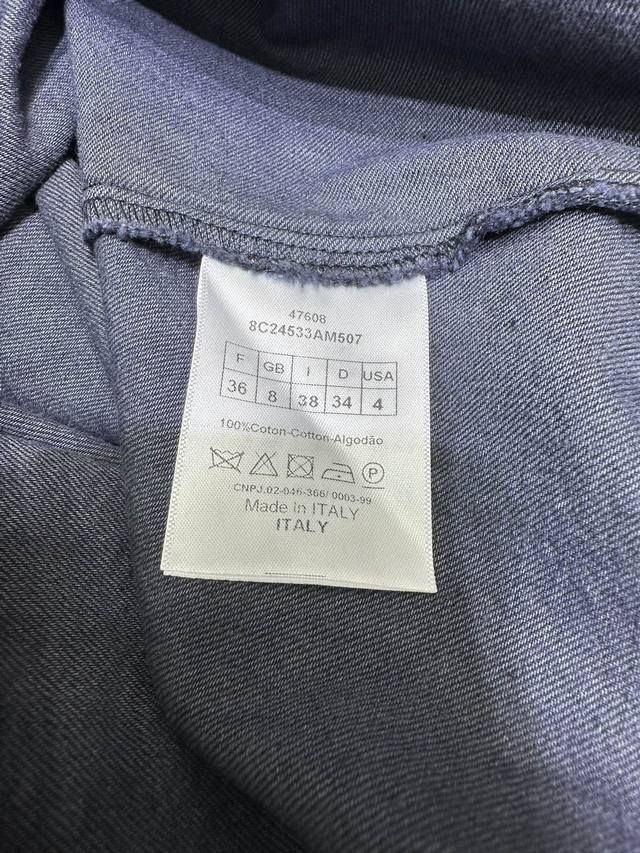 47608
8C24533AM507
F GB I D USA
36 8 38 34 4
100%Coton-Cotton-Algodão
P
CNPJ.02-046-366/ 0003-99
Made in ITALY
ITALY